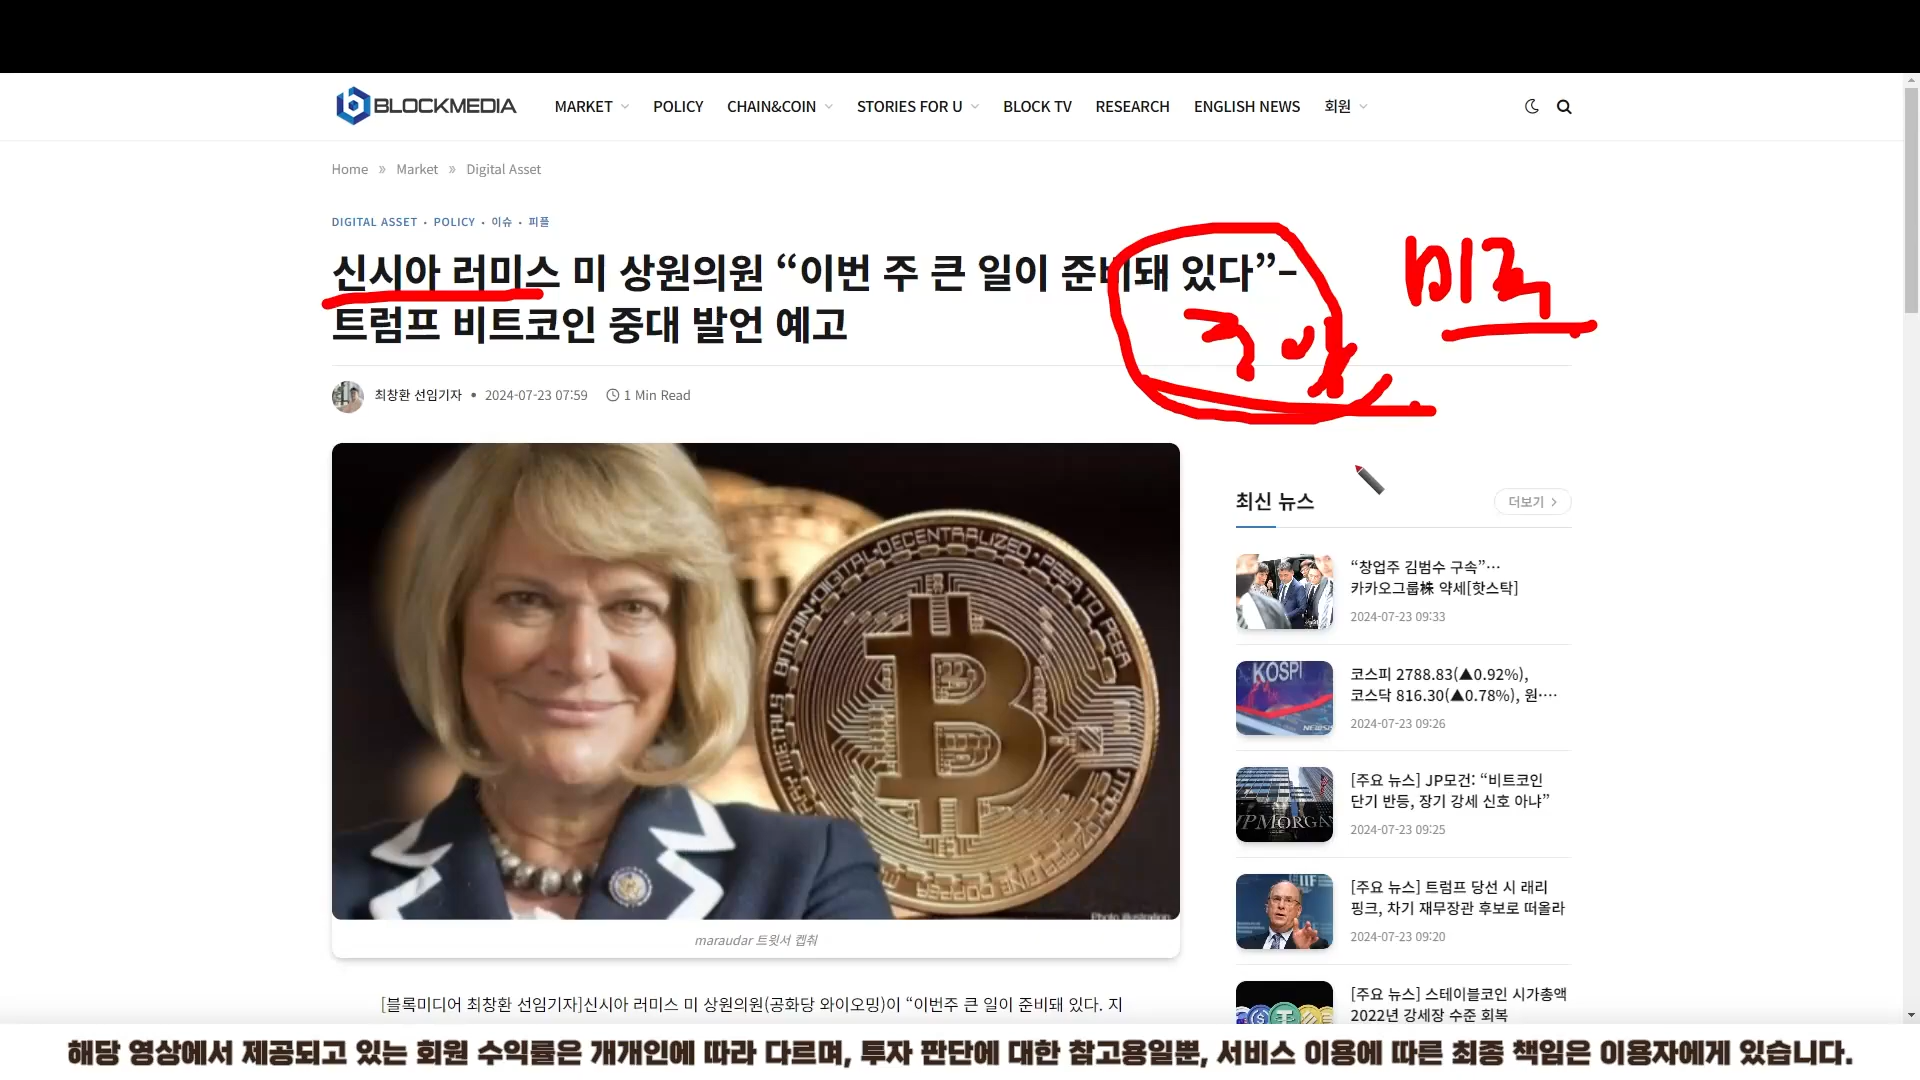 BLOCKMEDIA
MARKET POLICY CHAIN&COIN STORIES FOR U BLOCK TV RESEARCH ENGLISH NEWS 회원
Home » Market » Digital Asset
DIGITAL ASSET · POLICY · 이슈 · 피플
신시아 러미스 미 상원의원 “이번 주 큰 일이 준비돼 있다”–
트럼프 비트코인 중대 발언 예고
최창환 선임기자 • 2024-07-23 07:59 1 Min Read
DIGITAL•DECENTRALIZED•PEER TO PEER
BITCOIN
Photo illustration
maraudar 트윗서 켑춰
[블록미디어 최창환 선임기자]신시아 러미스 미 상원의원(공화당 와이오밍)이 “이번주 큰 일이 준비돼 있다. 지
최신 뉴스
더보기 >
“창업주 김범수 구속”…
카카오그룹株 약세[핫스탁]
2024-07-23 09:33
KOSPI
코스피 2788.83(▲0.92%),
코스닥 816.30(▲0.78%), 원·…
2024-07-23 09:26
JPMORGAN
[주요 뉴스] JP모건: “비트코인
단기 반등, 장기 강세 신호 아냐”
2024-07-23 09:25
IIF
[주요 뉴스] 트럼프 당선 시 래리
핑크, 차기 재무장관 후보로 떠올라
2024-07-23 09:20
[주요 뉴스] 스테이블코인 시가총액
2022년 강세장 수준 회복
해당 영상에서 제공되고 있는 회원 수익률은 개개인에 따라 다르며, 투자 판단에 대한 참고용일뿐, 서비스 이용에 따른 최종 책임은 이용자에게 있습니다.